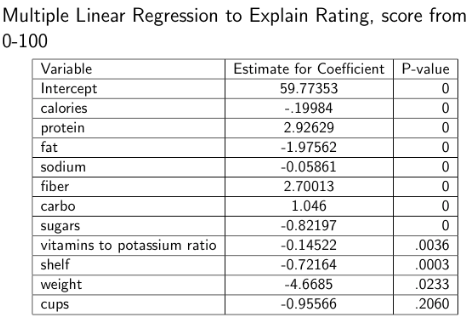 Multiple Linear Regression to Explain Rating, score from
0-100
Variable Estimate for Coefficient P-value
Intercept 59.77353 0
calories -.19984 0
protein 2.92629 0
fat -1.97562 0
sodium -0.05861 0
fiber 2.70013 0
carbo 1.046 0
sugars -0.82197 0
vitamins to potassium ratio -0.14522 .0036
shelf -0.72164 .0003
weight -4.6685 .0233
cups -0.95566 .2060